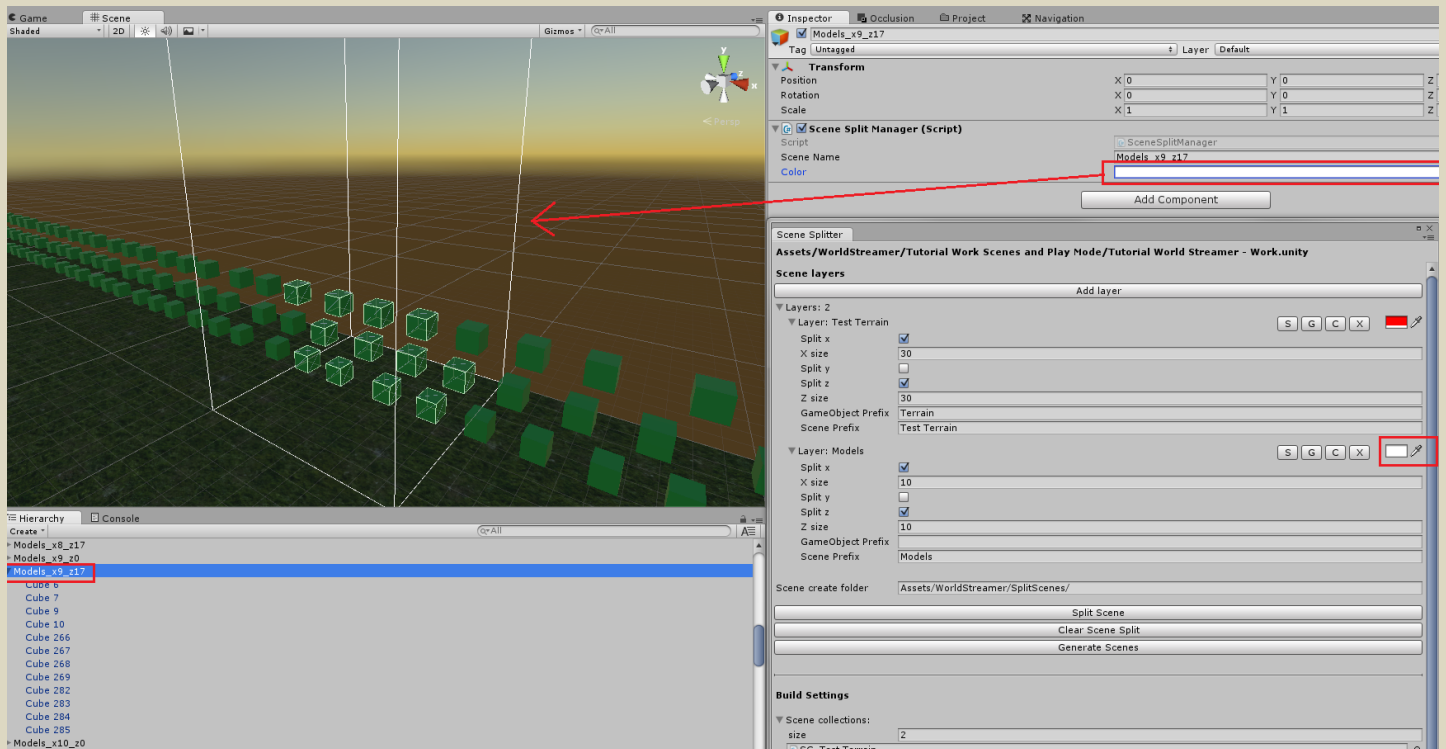 Game
Scene
Shaded
2D
Gizmos
All
y
z
x
Persp
Hierarchy
Console
Create
All
Models_x8_z17
Models_x9_z0
Models_x9_z17
Cube 6
Cube 7
Cube 9
Cube 10
Cube 266
Cube 267
Cube 268
Cube 269
Cube 282
Cube 283
Cube 284
Cube 285
Models_x10_z0
Inspector
Occlusion
Project
Navigation
Models_x9_z17
Tag Untagged Layer Default
Transform
Position X 0 Y 0 Z
Rotation X 0 Y 0 Z
Scale X 1 Y 1 Z
Scene Split Manager (Script)
Script SceneSplitManager
Scene Name Models_x9_z17
Color
Add Component
Scene Splitter
Assets/WorldStreamer/Tutorial Work Scenes and Play Mode/Tutorial World Streamer - Work.unity
Scene layers
Add layer
Layers: 2
Layer: Test Terrain S G C X
Split x
X size 30
Split y
Split z
Z size 30
GameObject Prefix Terrain
Scene Prefix Test Terrain
Layer: Models S G C X
Split x
X size 10
Split y
Split z
Z size 10
GameObject Prefix
Scene Prefix Models
Scene create folder Assets/WorldStreamer/SplitScenes/
Split Scene
Clear Scene Split
Generate Scenes
Build Settings
Scene collections:
size 2